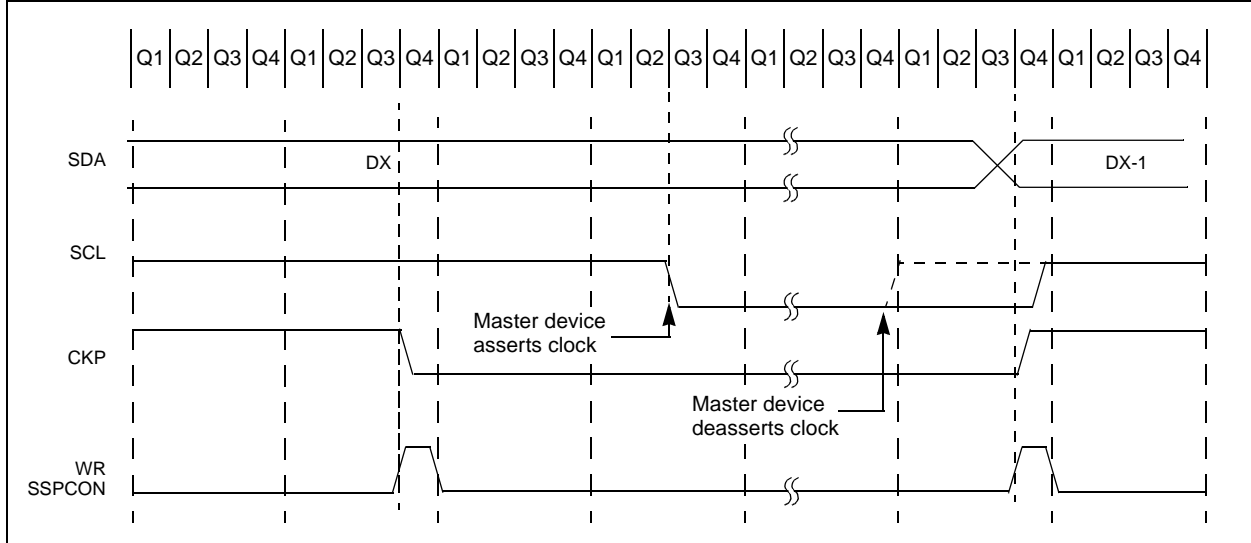 Q1 Q2 Q3 Q4 Q1 Q2 Q3 Q4 Q1 Q2 Q3 Q4 Q1 Q2 Q3 Q4 Q1 Q2 Q3 Q4 Q1 Q2 Q3 Q4 Q1 Q2 Q3 Q4
SDA DX DX-1
SCL
Master device
asserts clock
CKP
Master device
deasserts clock
WR
SSPCON